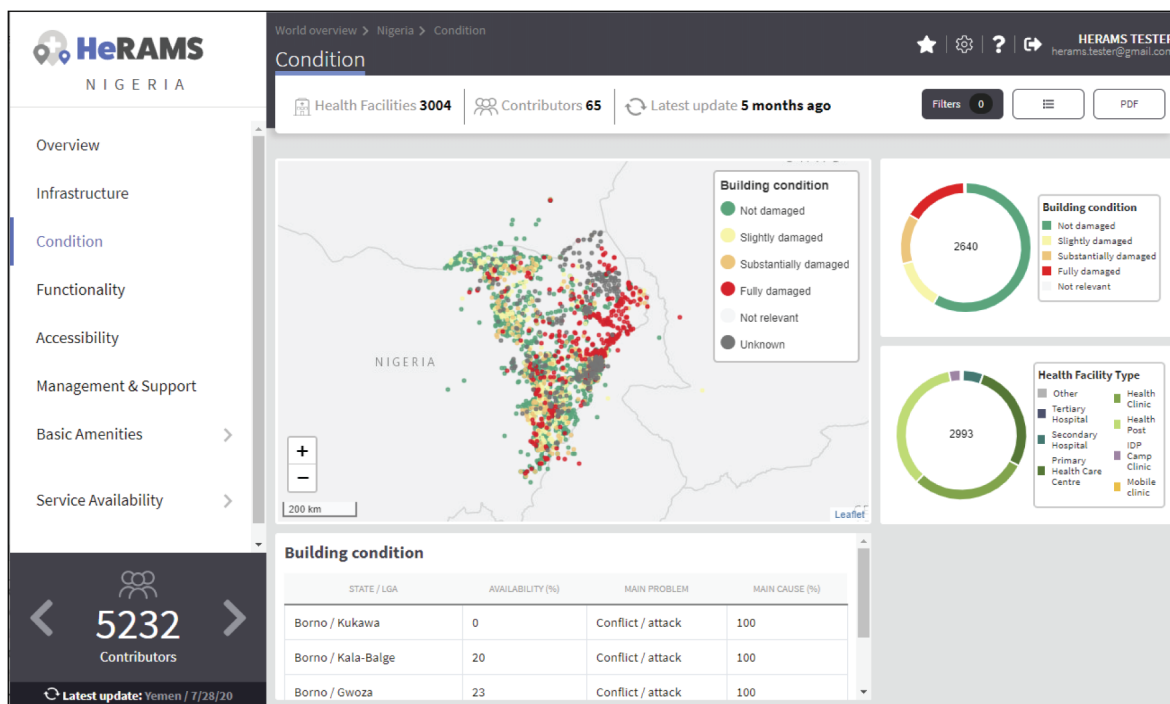 HeRAMS
NIGERIA
Overview
Infrastructure
Condition
Functionality
Accessibility
Management & Support
Basic Amenities
Service Availability
5232
Contributors
Latest update: Yemen / 7/28/20
World overview > Nigeria > Condition
Condition
HERAMS TESTER
herams.tester@gmail.com
Health Facilities 3004
Contributors 65
Latest update 5 months ago
Filters 0
PDF
NIGERIA
+
−
200 km
Leaflet
Building condition
Not damaged
Slightly damaged
Substantially damaged
Fully damaged
Not relevant
Unknown
2640
Building condition
Not damaged
Slightly damaged
Substantially damaged
Fully damaged
Not relevant
2993
Health Facility Type
Other
Tertiary
Hospital
Secondary
Hospital
Primary
Health Care
Centre
Health
Clinic
Health
Post
IDP
Camp
Clinic
Mobile
clinic
Building condition
STATE / LGA AVAILABILITY (%) MAIN PROBLEM MAIN CAUSE (%)
Borno / Kukawa 0 Conflict / attack 100
Borno / Kala-Balge 20 Conflict / attack 100
Borno / Gwoza 23 Conflict / attack 100